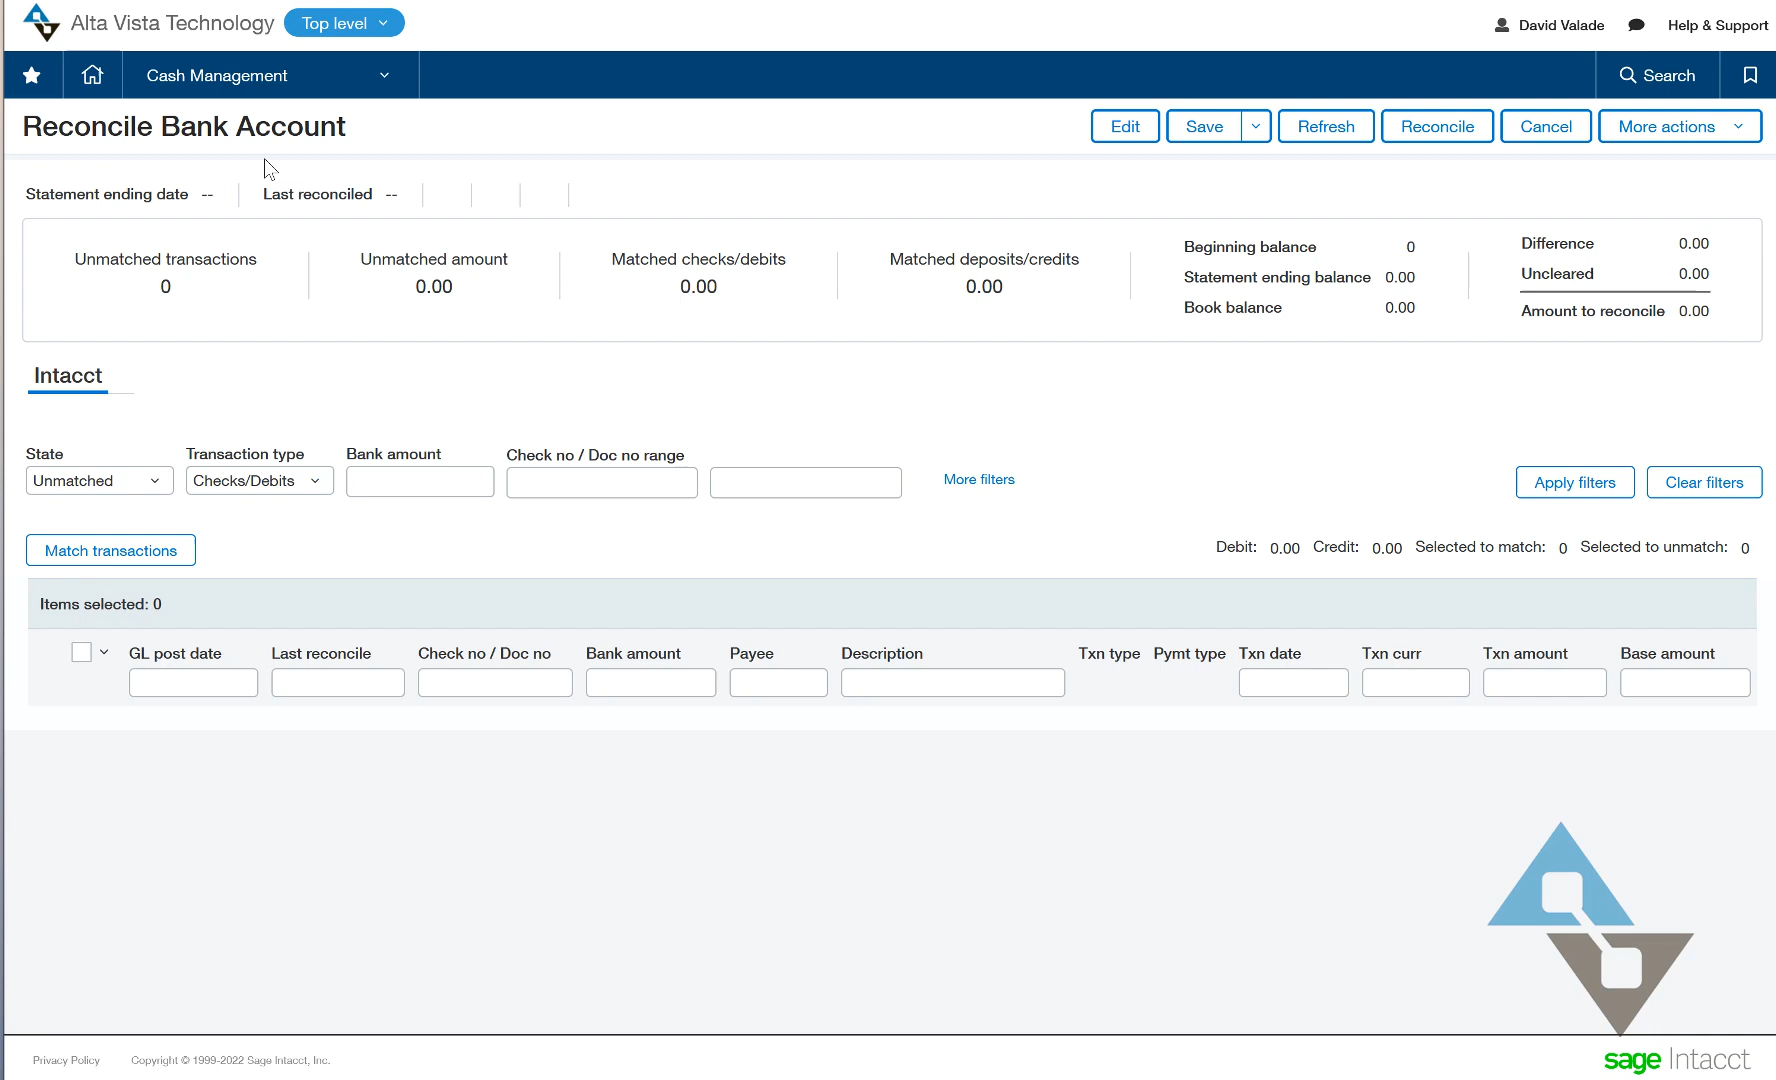 Alta Vista Technology Top level David Valade Help & Support
Cash Management Search
Reconcile Bank Account Edit Save Refresh Reconcile Cancel More actions
Statement ending date -- Last reconciled --
Unmatched transactions Unmatched amount Matched checks/debits Matched deposits/credits
0 0.00 0.00 0.00
Beginning balance 0
Statement ending balance 0.00
Book balance 0.00
Difference 0.00
Uncleared 0.00
Amount to reconcile 0.00
Intacct
State Transaction type Bank amount Check no / Doc no range
Unmatched Checks/Debits More filters Apply filters Clear filters
Match transactions Debit: 0.00 Credit: 0.00 Selected to match: 0 Selected to unmatch: 0
Items selected: 0
GL post date Last reconcile Check no / Doc no Bank amount Payee Description Txn type Pymt type Txn date Txn curr Txn amount Base amount
Privacy Policy Copyright © 1999-2022 Sage Intacct, Inc. sage Intacct